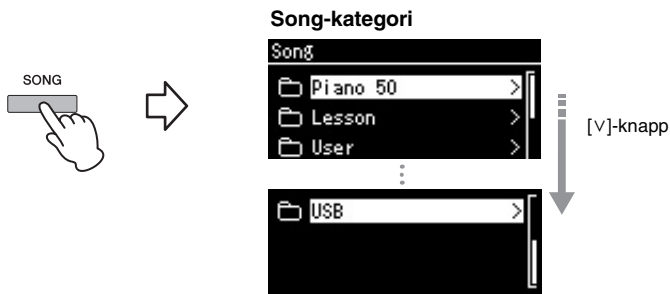 Song-kategori
SONG
Song
Piano 50 >
Lesson >
User >
[∨]-knapp
USB >